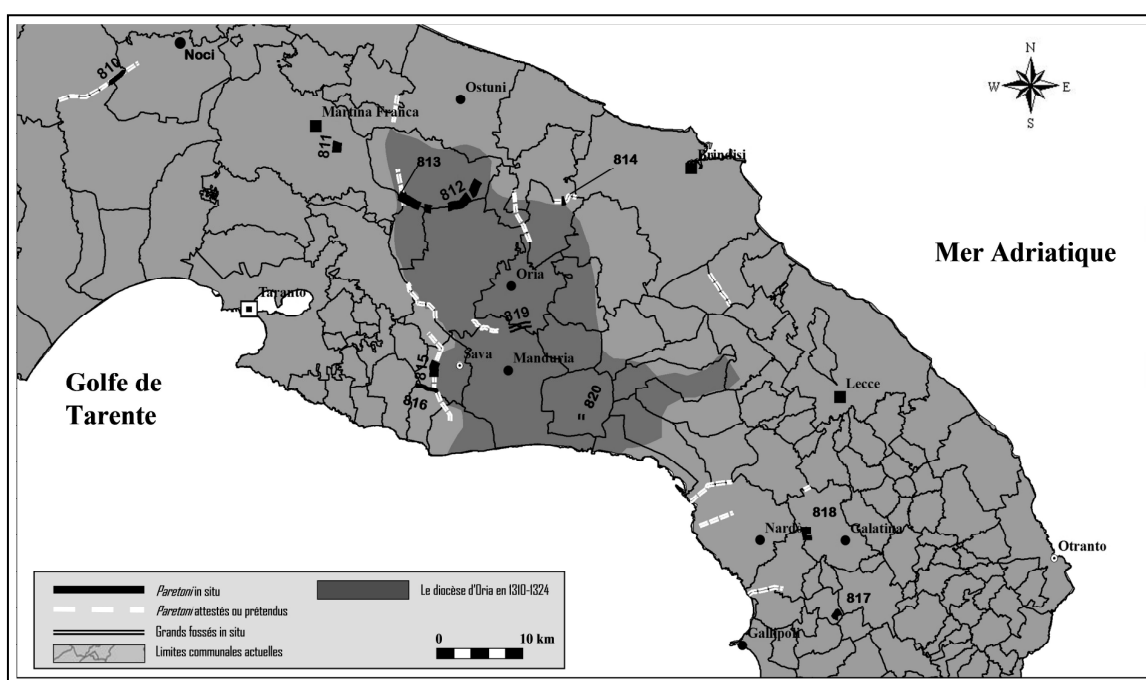 Noci
810
N
W
E
S
Ostuni
Martina Franca
811
813
814
812
Brindisi
Mer Adriatique
Oria
Taranto
819
Sava
Manduria
815
Golfe de
Tarente
816
820
Lecce
818
Nardò
Galatina
Otranto
817
Gallipoli
Paretoni in situ
Paretoni attestés ou prétendus
Grands fossés in situ
Limites communales actuelles
Le diocèse d'Oria en 1310-1324
0 10 km